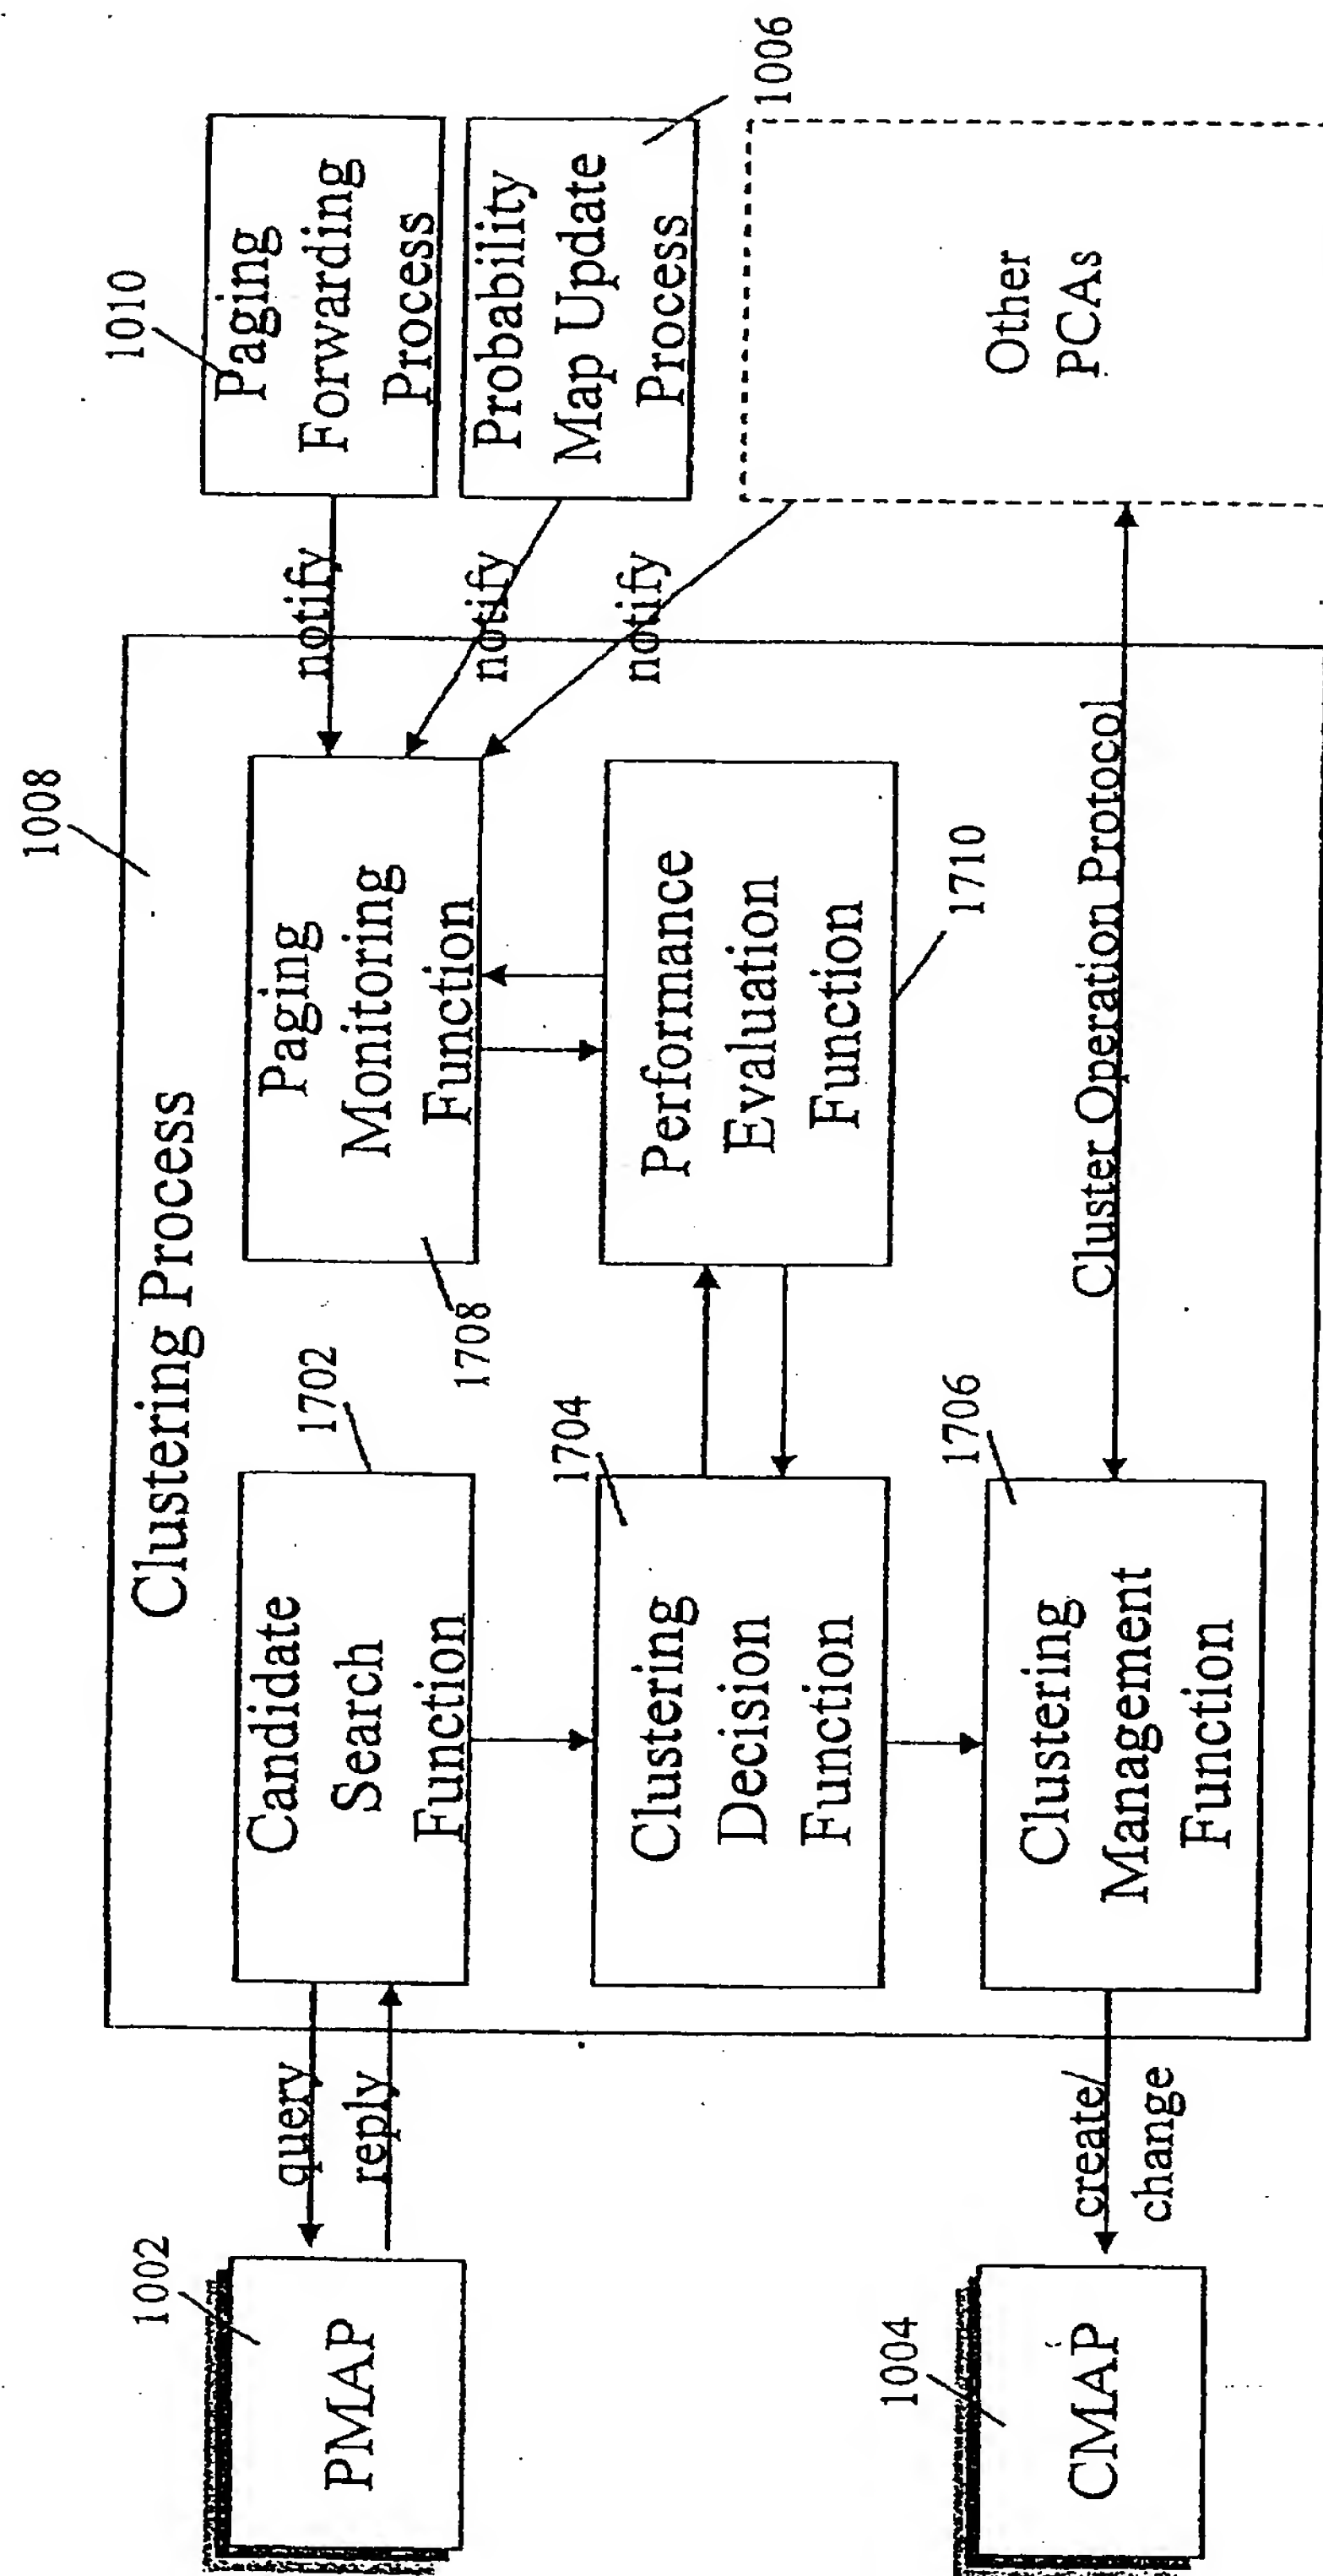 1008
Clustering Process
1002
PMAP
query
reply
1702
Candidate
Search
Function
1708
Paging
Monitoring
Function
notify
notify
notify
1010
Paging
Forwarding
Process
Probability
Map Update
Process
1006
1704
Clustering
Decision
Function
Performance
Evaluation
Function
1710
1004
CMAP
create/
change
1706
Clustering
Management
Function
Cluster Operation Protocol
Other
PCAs